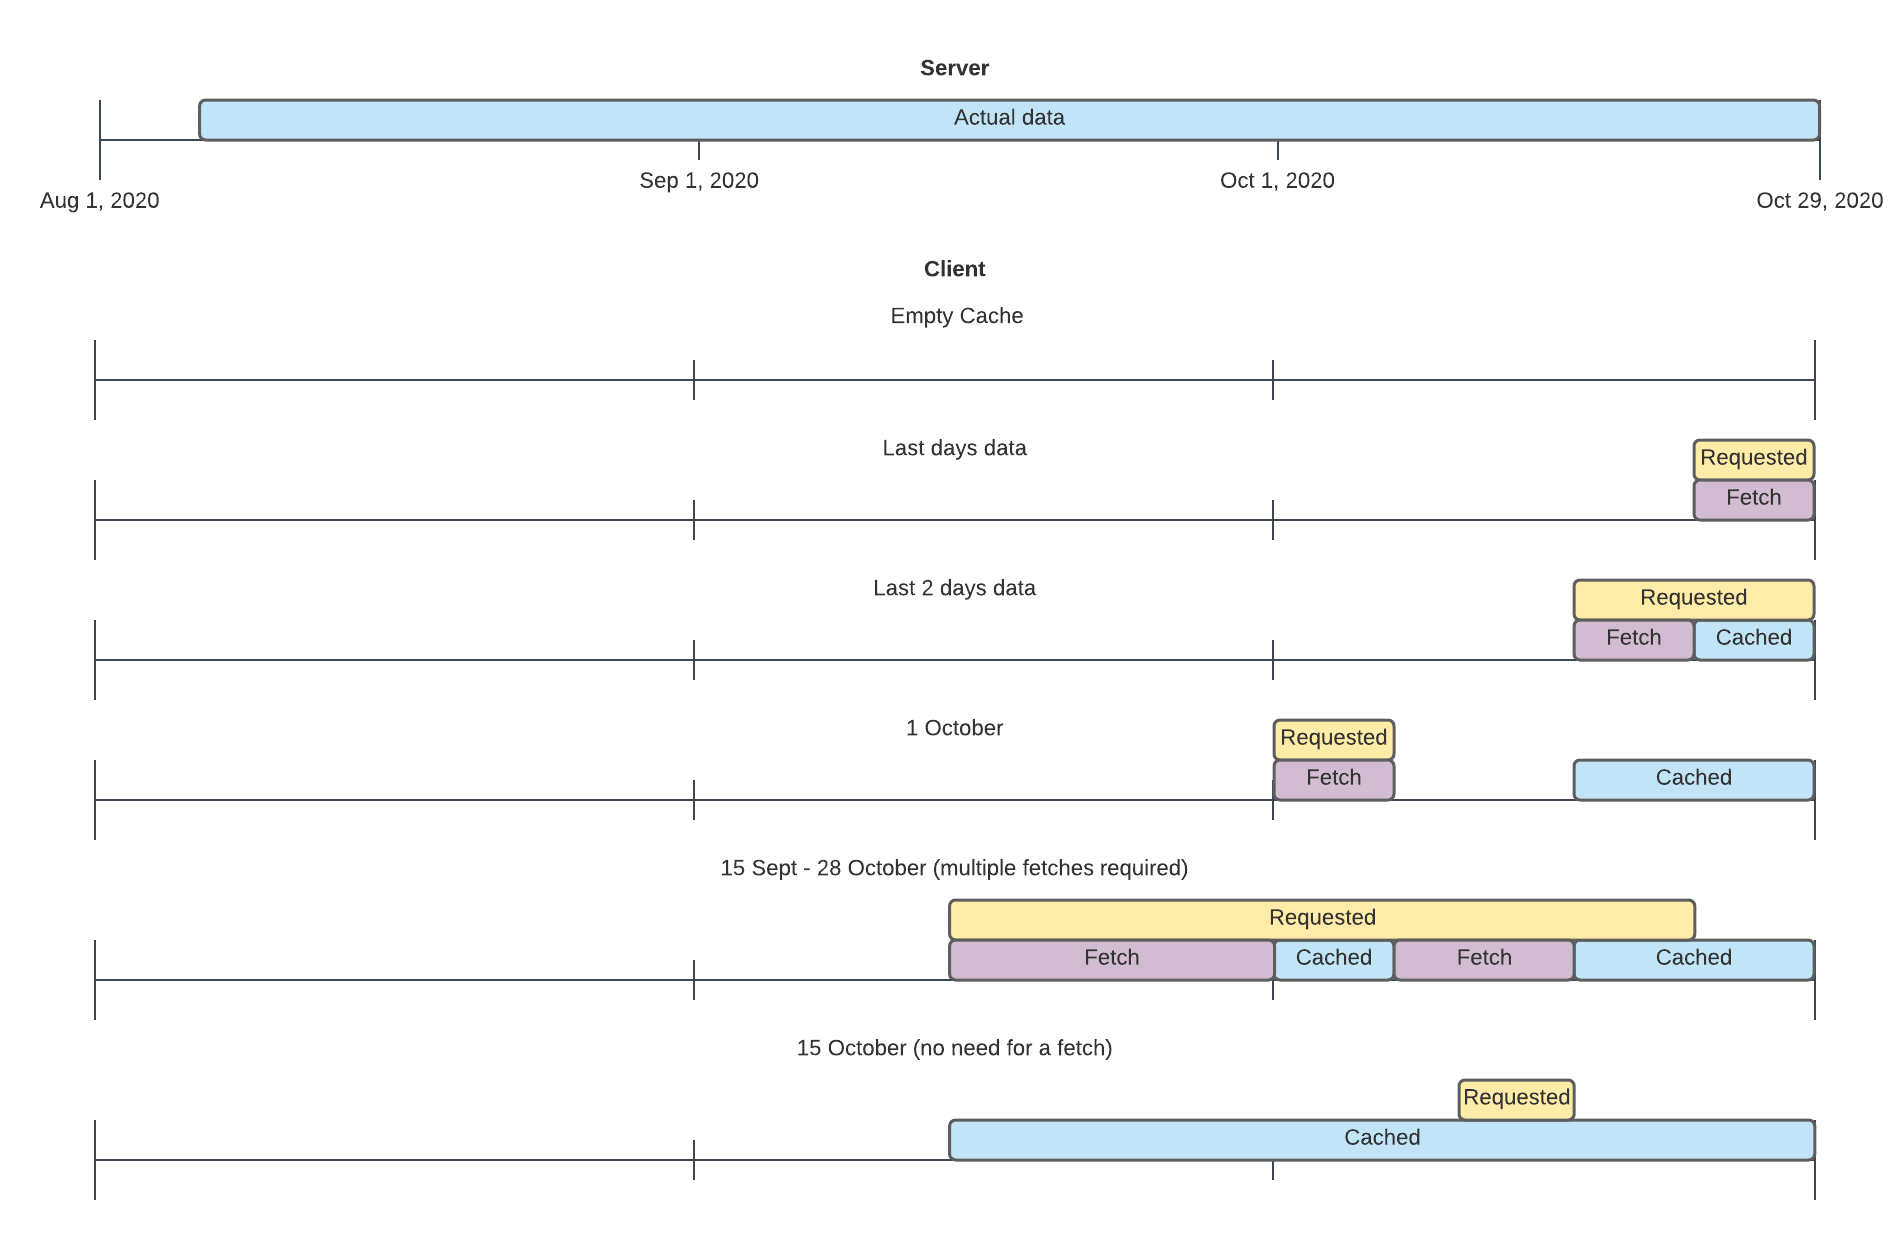 Server
Actual data
Sep 1, 2020
Oct 1, 2020
Aug 1, 2020
Oct 29, 2020
Client
Empty Cache
Last days data
Requested
Fetch
Last 2 days data
Requested
Fetch
Cached
1 October
Requested
Fetch
Cached
15 Sept - 28 October (multiple fetches required)
Requested
Fetch
Cached
Fetch
Cached
15 October (no need for a fetch)
Requested
Cached